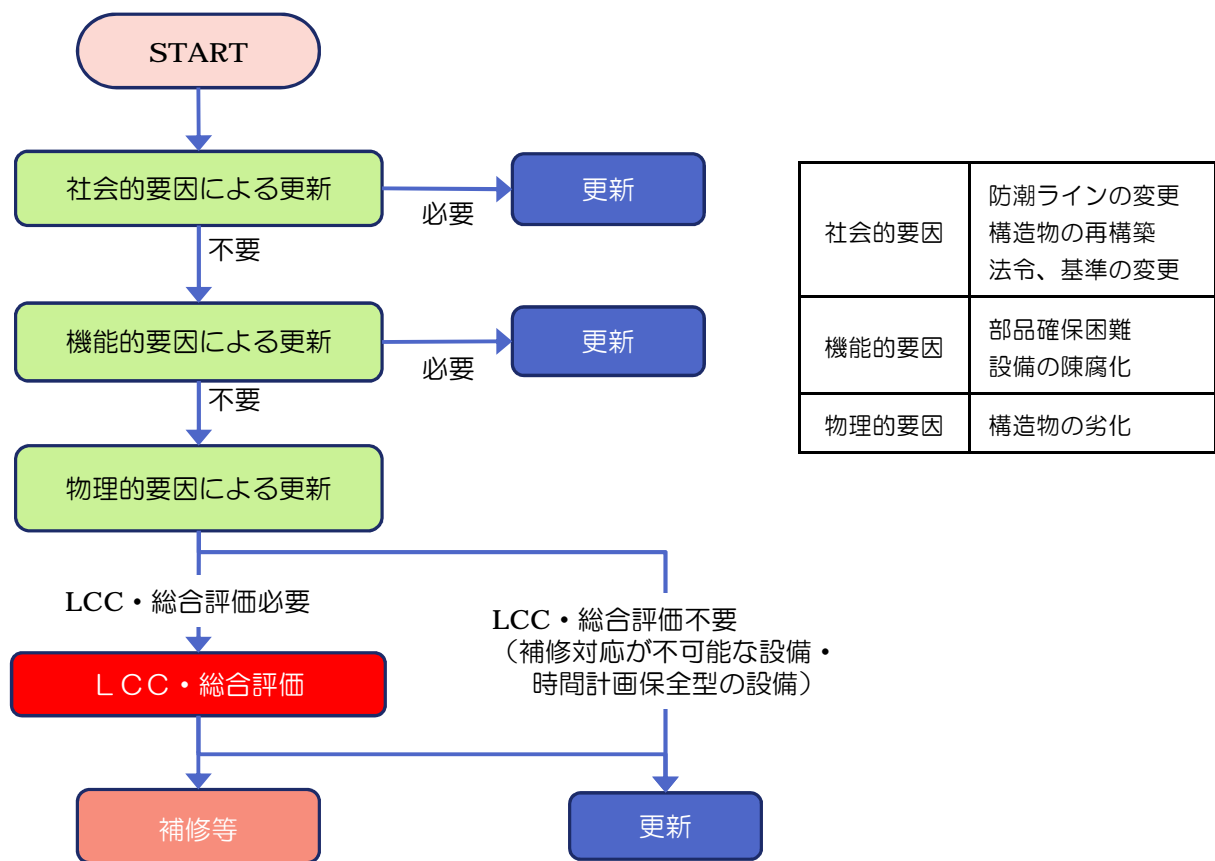 START
社会的要因による更新
必要
更新
不要
機能的要因による更新
必要
更新
不要
物理的要因による更新
LCC・総合評価必要
LCC・総合評価不要
（補修対応が不可能な設備・
時間計画保全型の設備）
ＬＣＣ・総合評価
補修等
更新
社会的要因
防潮ラインの変更
構造物の再構築
法令、基準の変更
機能的要因
部品確保困難
設備の陳腐化
物理的要因
構造物の劣化